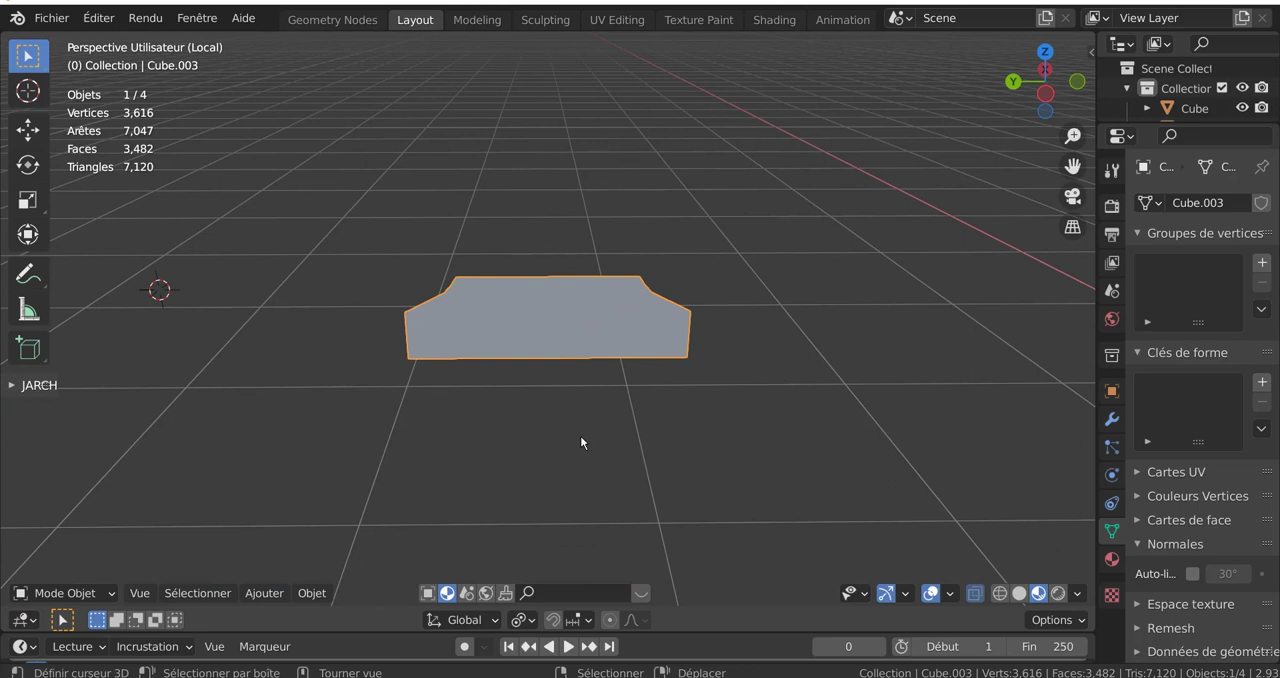 Fichier Éditer Rendu Fenêtre Aide Geometry Nodes Layout Modeling Sculpting UV Editing Texture Paint Shading Animation Scene View Layer
Perspective Utilisateur (Local)
(0) Collection | Cube.003
Objets 1 / 4
Vertices 3,616
Arêtes 7,047
Faces 3,482
Triangles 7,120
Z
Y
X
JARCH
Scene Collect
Collection
Cube
C...
C...
Cube.003
Groupes de vertices
Clés de forme
Cartes UV
Couleurs Vertices
Cartes de face
Normales
Auto-li... 30°
Espace texture
Remesh
Données de géométrie
Mode Objet Vue Sélectionner Ajouter Objet
Global Options
Lecture Incrustation Vue Marqueur 0 Début 1 Fin 250
Définir curseur 3D Sélectionner par boîte Tourner vue Sélectionner Déplacer Collection | Cube.003 | Verts:3,616 | Faces:3,482 | Tris:7,120 | Objects:1/4 | 2.93